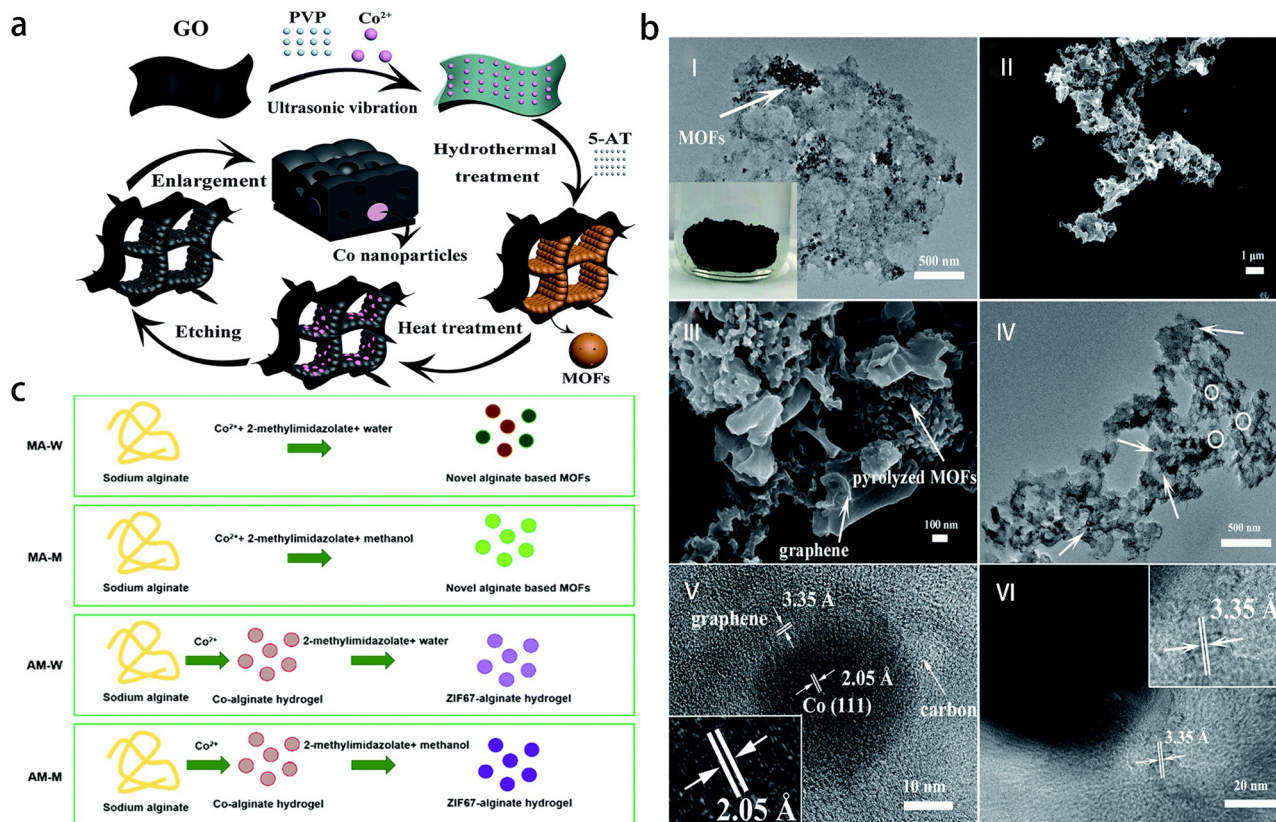 a
GO
PVP
Co²⁺
Ultrasonic vibration
5-AT
Hydrothermal
treatment
Enlargement
Co nanoparticles
Etching
Heat treatment
MOFs
b
I
MOFs
500 nm
II
1 μm
III
pyrolyzed MOFs
graphene
100 nm
IV
500 nm
V
3.35 Å
graphene
2.05 Å
Co (111)
carbon
2.05 Å
10 nm
VI
3.35 Å
3.35 Å
20 nm
c
MA-W
Sodium alginate
Co²⁺+ 2-methylimidazolate+ water
Novel alginate based MOFs
MA-M
Sodium alginate
Co²⁺+ 2-methylimidazolate+ methanol
Novel alginate based MOFs
AM-W
Sodium alginate
Co²⁺
Co-alginate hydrogel
2-methylimidazolate+ water
ZIF67-alginate hydrogel
AM-M
Sodium alginate
Co²⁺
Co-alginate hydrogel
2-methylimidazolate+ methanol
ZIF67-alginate hydrogel